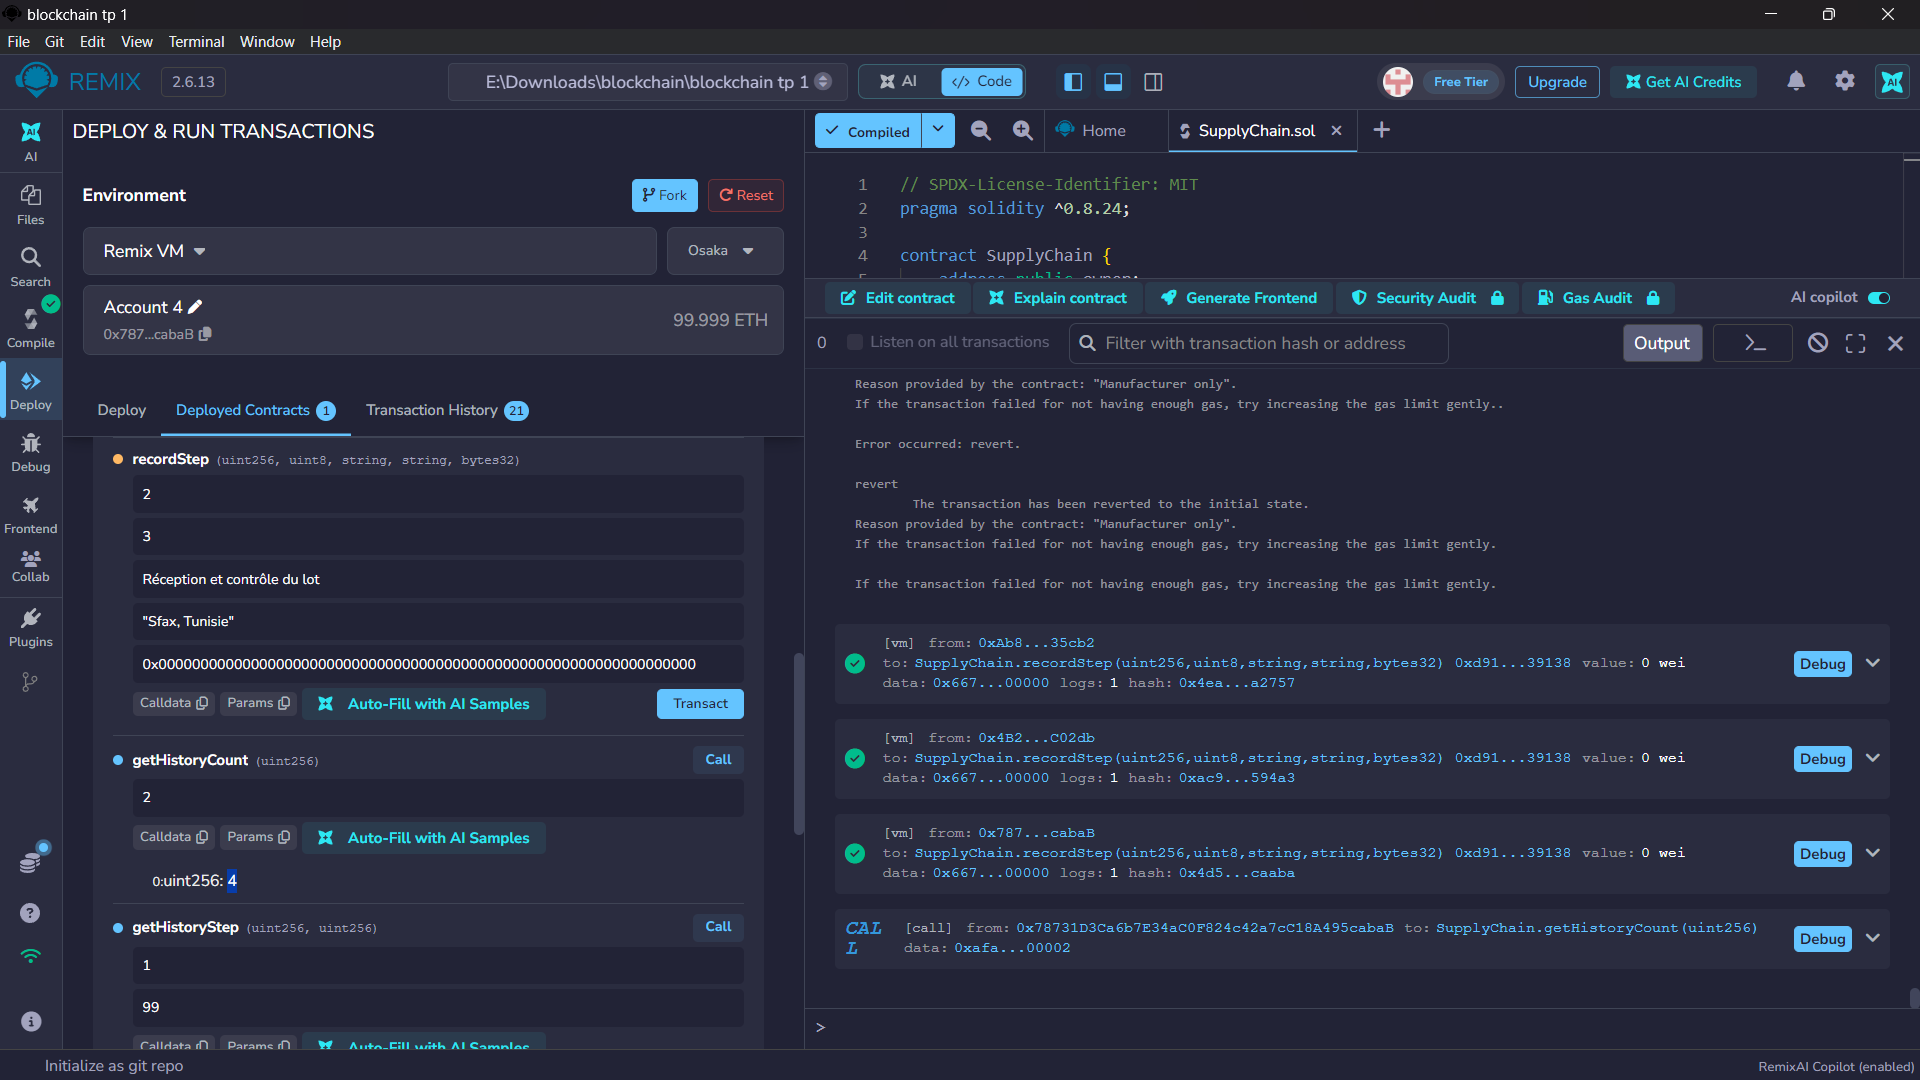 blockchain tp 1
File Git Edit View Terminal Window Help
REMIX 2.6.13 E:\Downloads\blockchain\blockchain tp 1 AI </> Code Free Tier Upgrade Get AI Credits AI
AI
Files
Search
Compile
Deploy
Debug
Frontend
Collab
Plugins
DEPLOY & RUN TRANSACTIONS
Environment Fork Reset
Remix VM Osaka
Account 4
0x787...cabaB
99.999 ETH
Deploy Deployed Contracts 1 Transaction History 21
recordStep (uint256, uint8, string, string, bytes32)
2
3
Réception et contrôle du lot
"Sfax, Tunisie"
Calldata Params Auto-Fill with AI Samples Transact
getHistoryCount (uint256) Call
2
Calldata Params Auto-Fill with AI Samples
0:uint256: 4
getHistoryStep (uint256, uint256) Call
1
99
Calldata Params Auto-Fill with AI Samples
Compiled Home SupplyChain.sol
1 // SPDX-License-Identifier: MIT
2 pragma solidity ^0.8.24;
3
4 contract SupplyChain {
5 address public owner;
Edit contract Explain contract Generate Frontend Security Audit Gas Audit AI copilot
0 Listen on all transactions Filter with transaction hash or address Output >_
Reason provided by the contract: "Manufacturer only".
If the transaction failed for not having enough gas, try increasing the gas limit gently..
Error occurred: revert.
revert
The transaction has been reverted to the initial state.
Reason provided by the contract: "Manufacturer only".
If the transaction failed for not having enough gas, try increasing the gas limit gently.
If the transaction failed for not having enough gas, try increasing the gas limit gently.
[vm] from: 0xAb8...35cb2
to: SupplyChain.recordStep(uint256,uint8,string,string,bytes32) 0xd91...39138 value: 0 wei
data: 0x667...00000 logs: 1 hash: 0x4ea...a2757
Debug
[vm] from: 0x4B2...C02db
to: SupplyChain.recordStep(uint256,uint8,string,string,bytes32) 0xd91...39138 value: 0 wei
data: 0x667...00000 logs: 1 hash: 0xac9...594a3
Debug
[vm] from: 0x787...cabaB
to: SupplyChain.recordStep(uint256,uint8,string,string,bytes32) 0xd91...39138 value: 0 wei
data: 0x667...00000 logs: 1 hash: 0x4d5...caaba
Debug
CALL
[call] from: 0x78731D3Ca6b7E34aC0F824c42a7cC18A495cabaB to: SupplyChain.getHistoryCount(uint256)
data: 0xafa...00002
Debug
>
Initialize as git repo RemixAI Copilot (enabled)